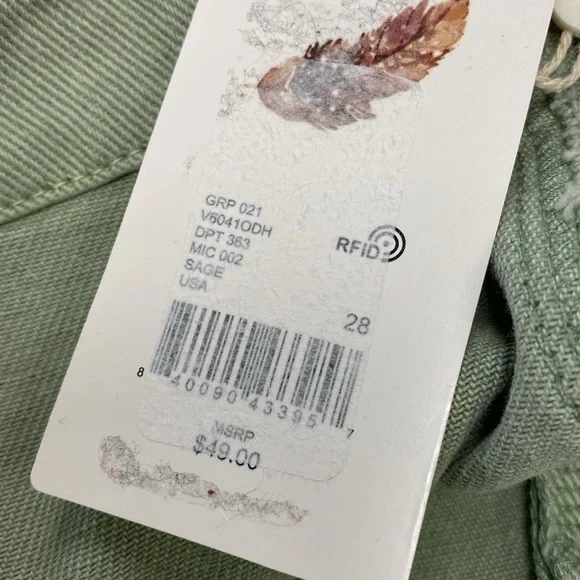 GRP 021
V6041ODH
DPT 363
MIC 002
SAGE
USA
RFID
28
8 40090 43395 7
MSRP
$49.00